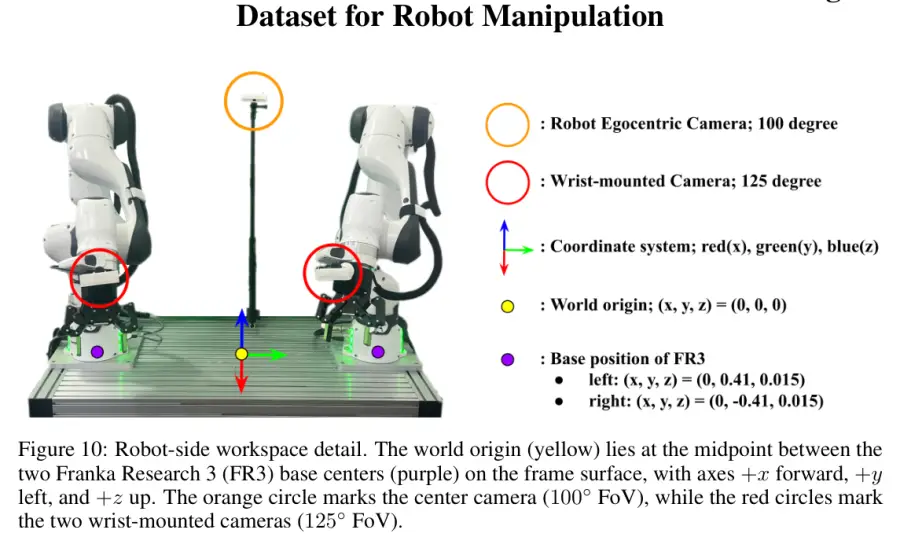 Dataset for Robot Manipulation
: Robot Egocentric Camera; 100 degree
: Wrist-mounted Camera; 125 degree
: Coordinate system; red(x), green(y), blue(z)
: World origin; (x, y, z) = (0, 0, 0)
: Base position of FR3
● left: (x, y, z) = (0, 0.41, 0.015)
● right: (x, y, z) = (0, -0.41, 0.015)
Figure 10: Robot-side workspace detail. The world origin (yellow) lies at the midpoint between the
two Franka Research 3 (FR3) base centers (purple) on the frame surface, with axes +x forward, +y
left, and +z up. The orange circle marks the center camera (100° FoV), while the red circles mark
the two wrist-mounted cameras (125° FoV).